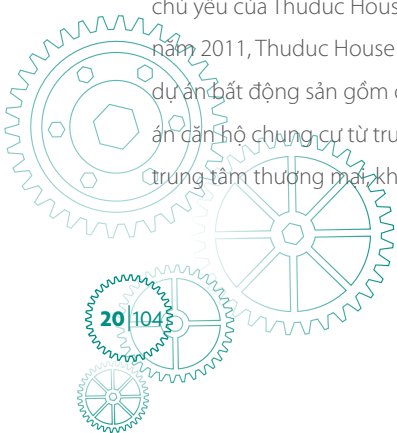 chủ yếu của Thuduc Hous
năm 2011, Thuduc House
dự án bất động sản gồm
án căn hộ chung cư từ tru
trung tâm thương mại, kh
20|104